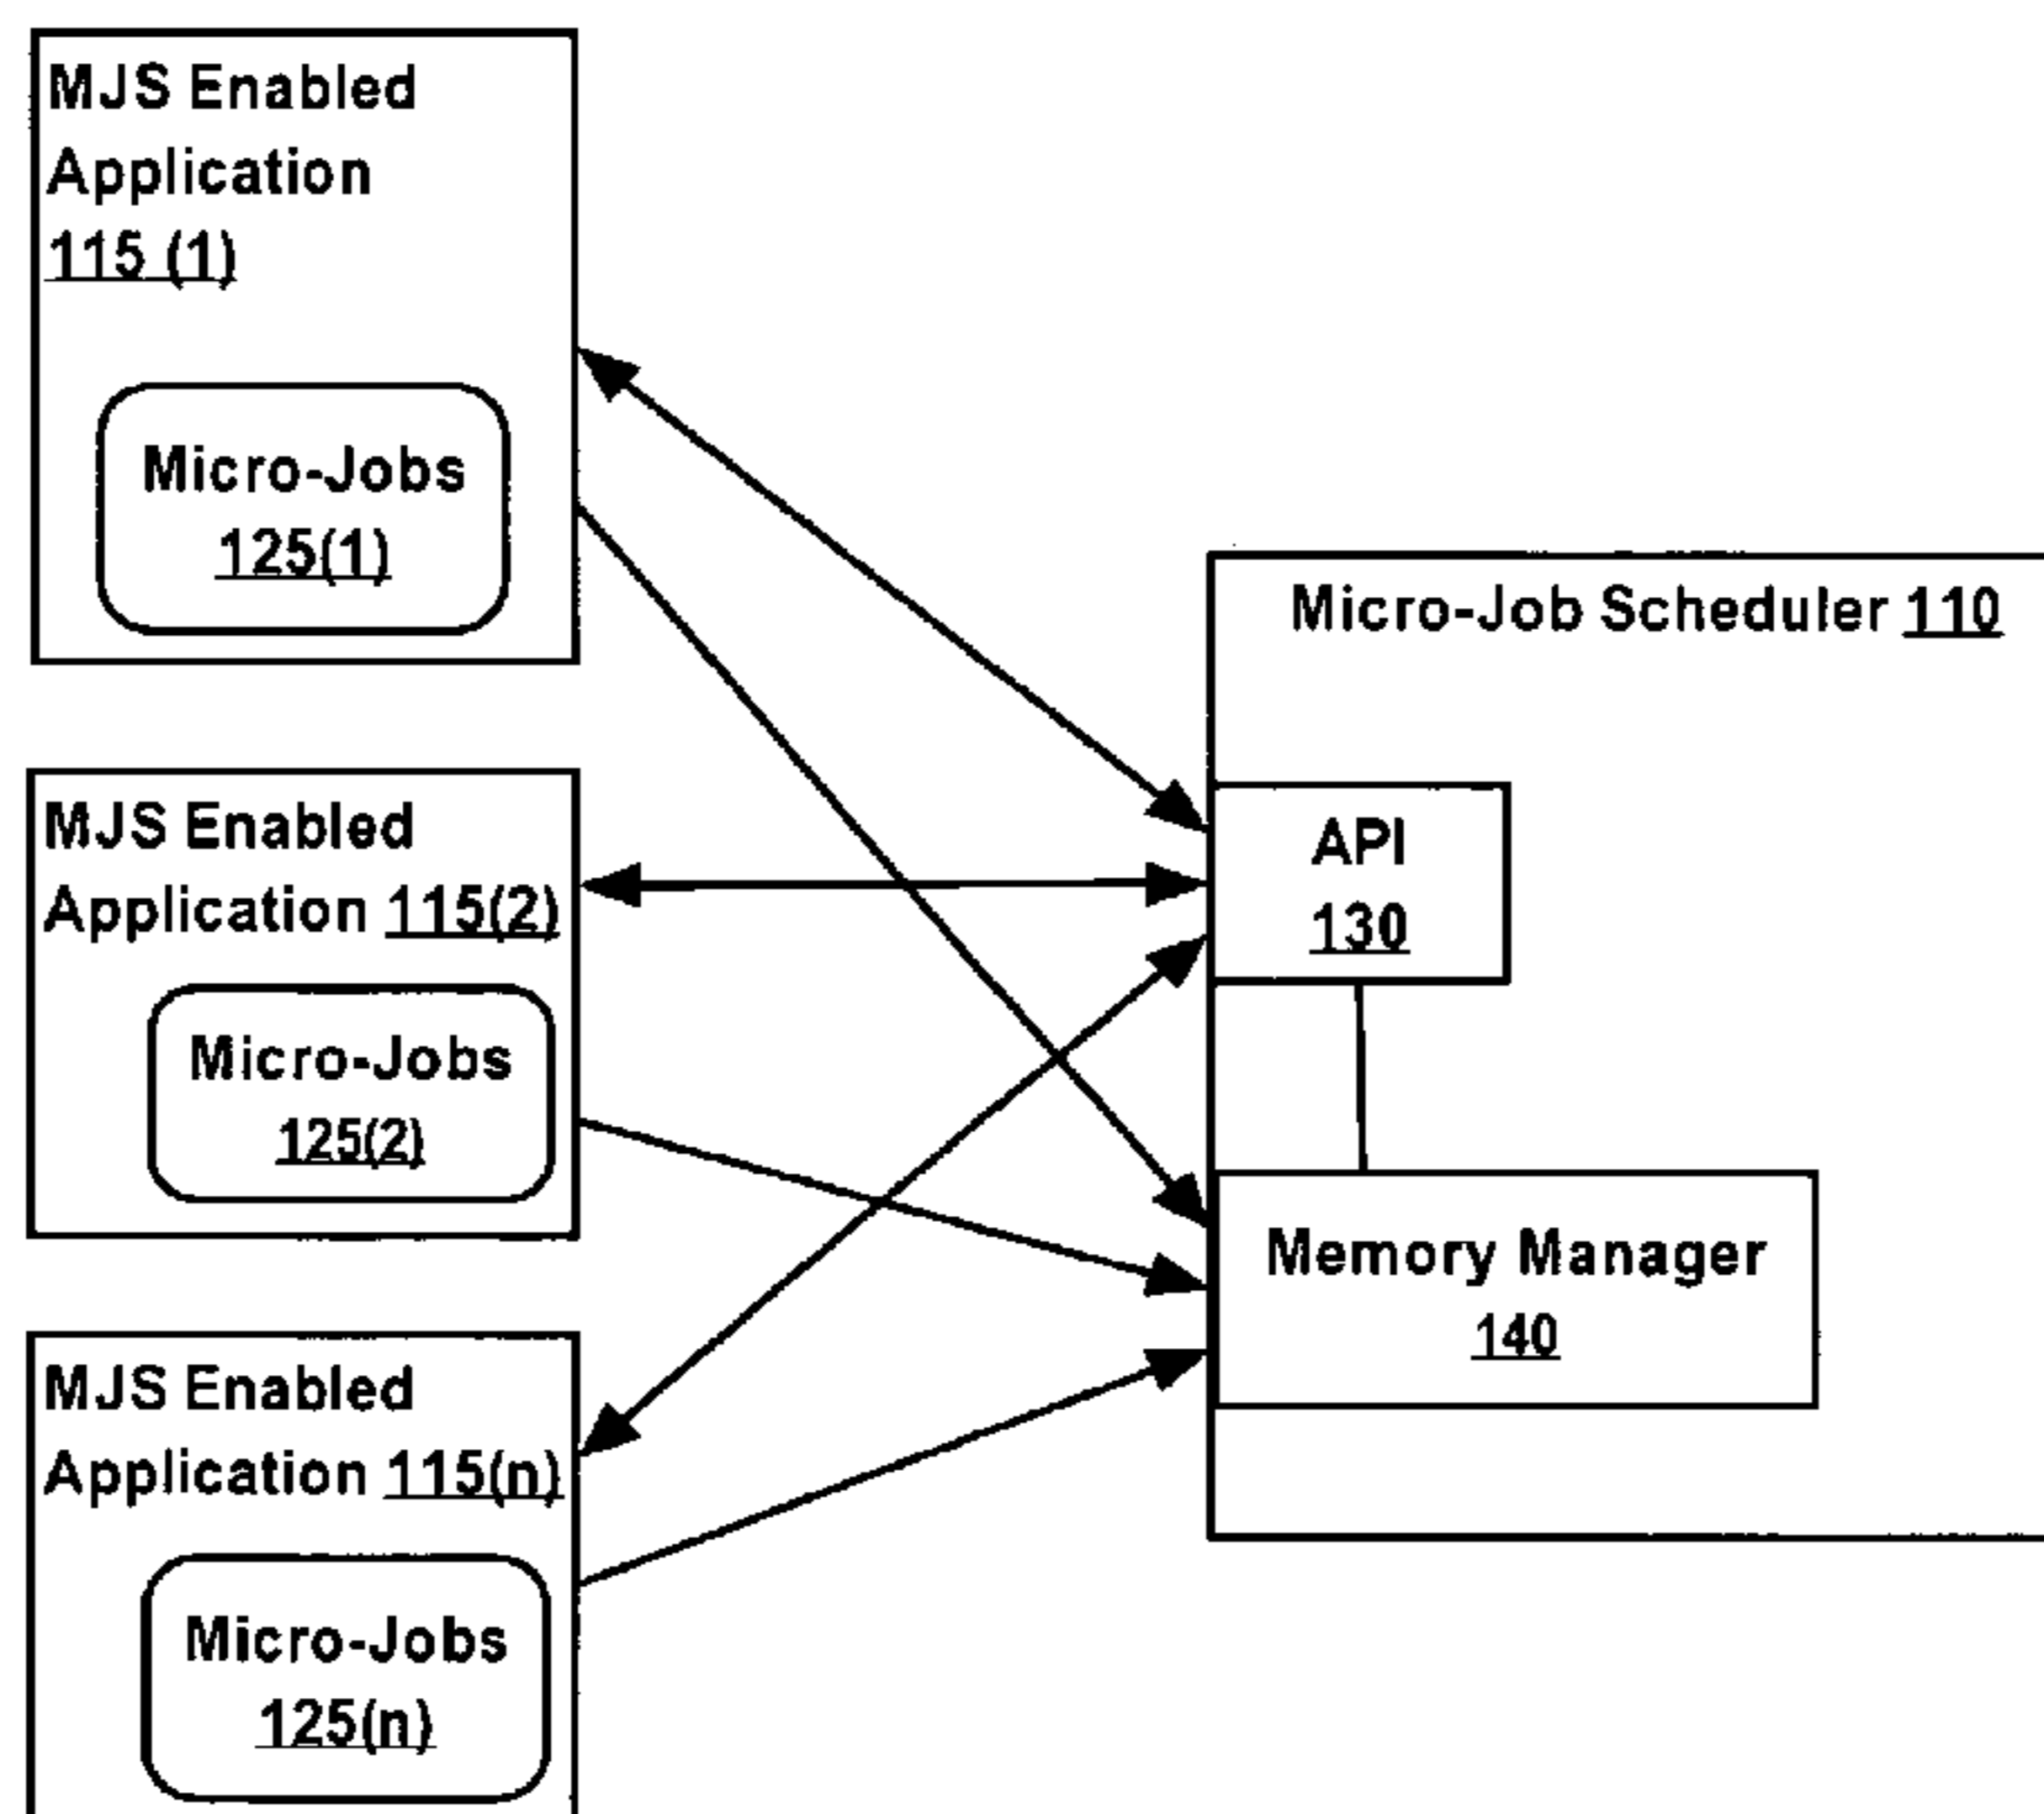 MJS Enabled
Application
115 (1)
Micro-Jobs
125(1)
MJS Enabled
Application 115(2)
Micro-Jobs
125(2)
MJS Enabled
Application 115(n)
Micro-Jobs
125(n)
Micro-Job Scheduler 110
API
130
Memory Manager
140